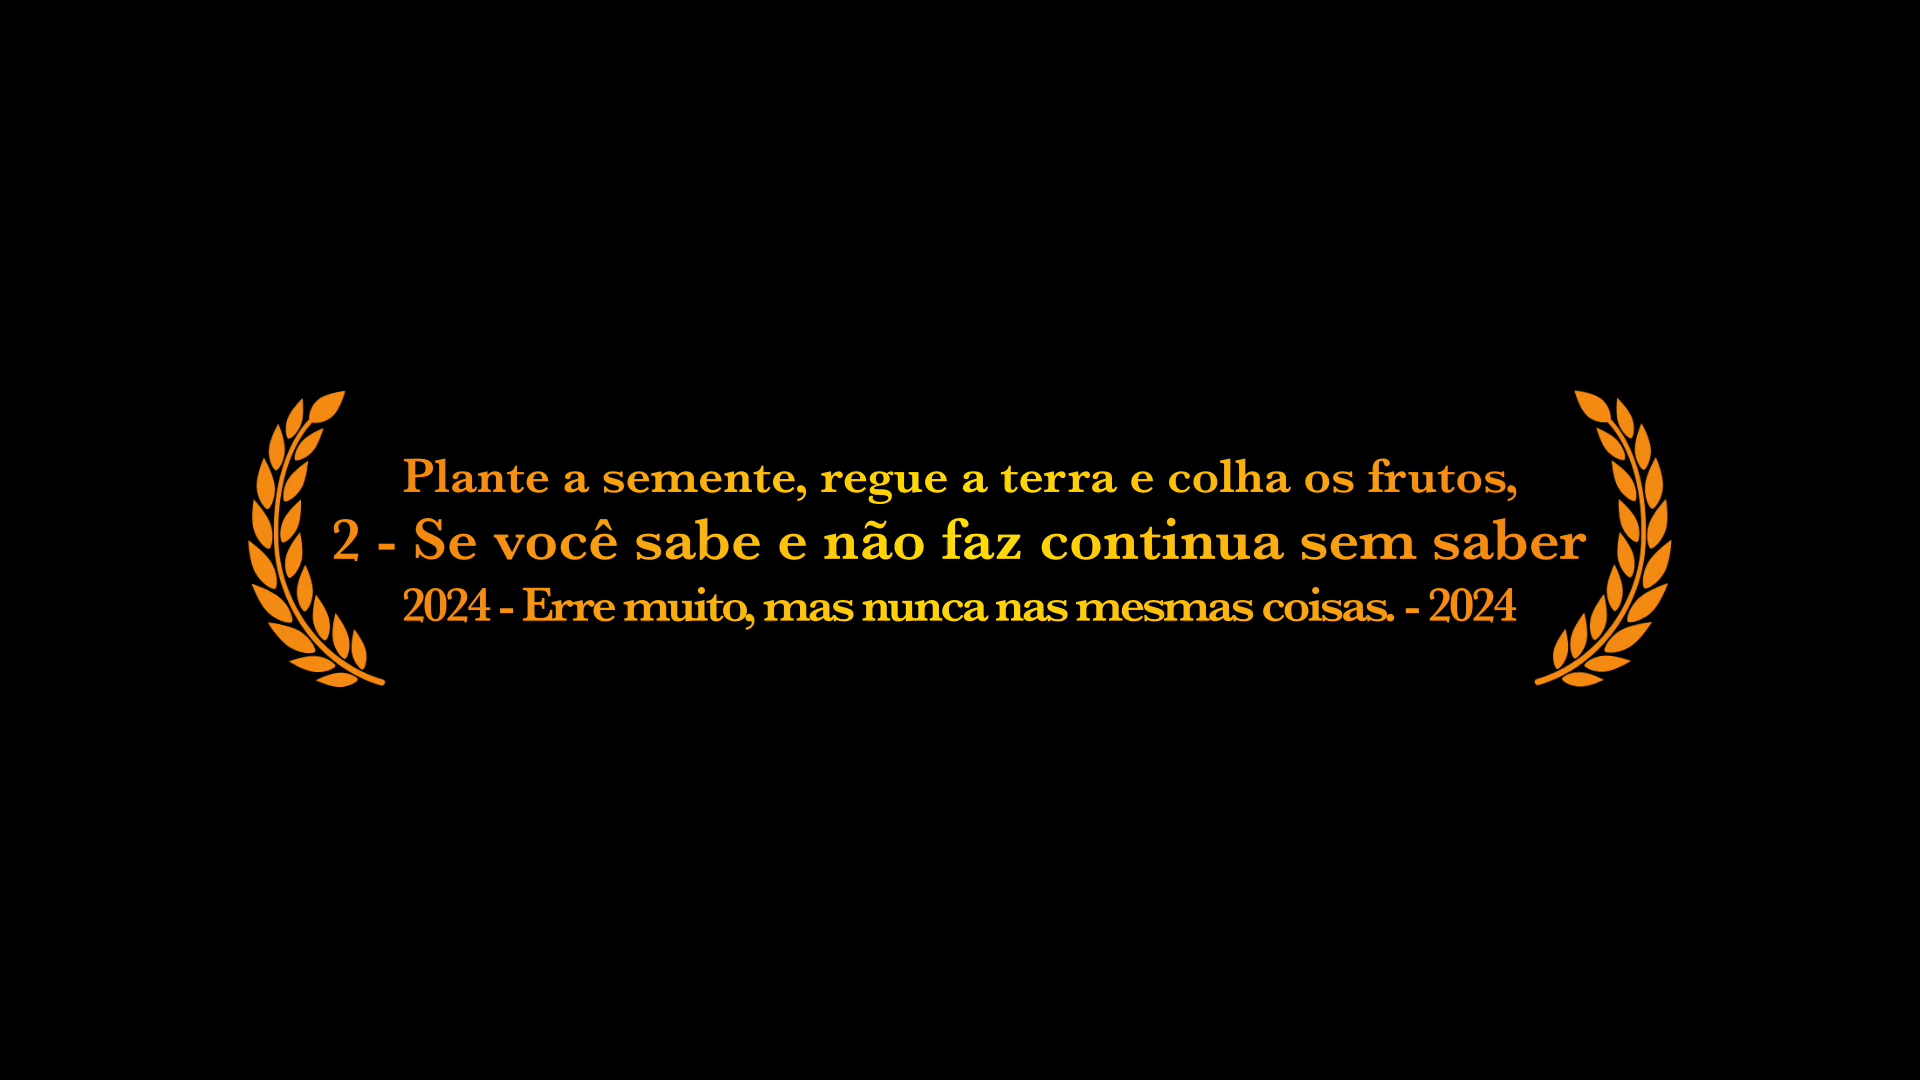 Plante a semente, regue a terra e colha os frutos,
2 - Se você sabe e não faz continua sem saber
2024 - Erre muito, mas nunca nas mesmas coisas. - 2024